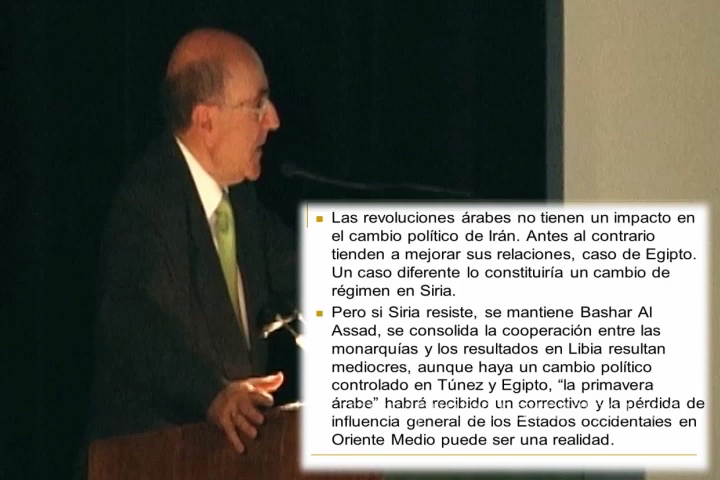 Las revoluciones árabes no tienen un impacto en
el cambio político de Irán. Antes al contrario
tienden a mejorar sus relaciones, caso de Egipto.
Un caso diferente lo constituiría un cambio de
régimen en Siria.
Pero si Siria resiste, se mantiene Bashar Al
Assad, se consolida la cooperación entre las
monarquías y los resultados en Libia resultan
mediocres, aunque haya un cambio político
controlado en Túnez y Egipto, “la primavera
árabe” habrá recibido un correctivo y la pérdida de
influencia general de los Estados occidentales en
Oriente Medio puede ser una realidad.